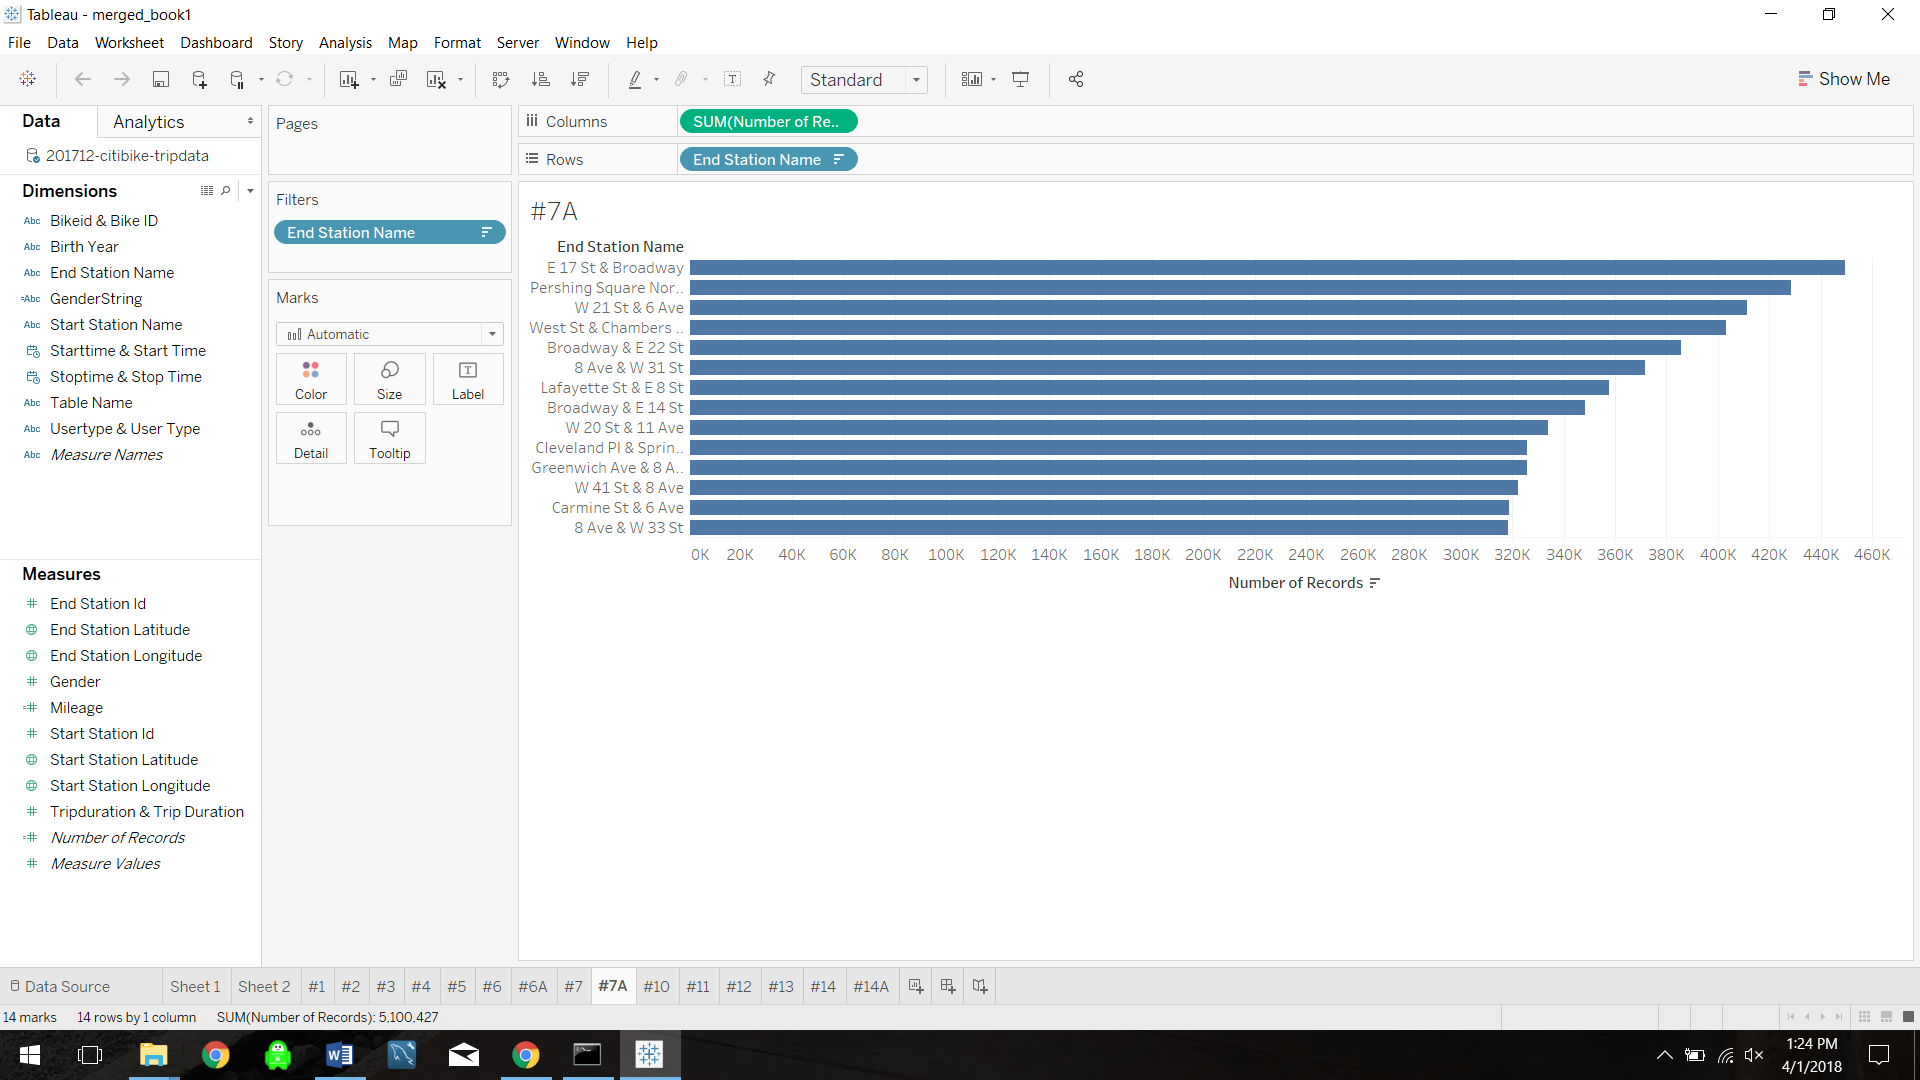 Tableau - merged_book1
File Data Worksheet Dashboard Story Analysis Map Format Server Window Help
Standard
Show Me
Data
Analytics
201712-citibike-tripdata
Dimensions
Abc Bikeid & Bike ID
Abc Birth Year
Abc End Station Name
=Abc GenderString
Abc Start Station Name
Starttime & Start Time
Stoptime & Stop Time
Abc Table Name
Abc Usertype & User Type
Abc Measure Names
Measures
# End Station Id
End Station Latitude
End Station Longitude
# Gender
=# Mileage
# Start Station Id
Start Station Latitude
Start Station Longitude
# Tripduration & Trip Duration
=# Number of Records
# Measure Values
Pages
Filters
End Station Name
Marks
Automatic
Color
Size
Label
Detail
Tooltip
Columns
SUM(Number of Re..
Rows
End Station Name
#7A
End Station Name
E 17 St & Broadway
Pershing Square Nor..
W 21 St & 6 Ave
West St & Chambers ..
Broadway & E 22 St
8 Ave & W 31 St
Lafayette St & E 8 St
Broadway & E 14 St
W 20 St & 11 Ave
Cleveland Pl & Sprin..
Greenwich Ave & 8 A..
W 41 St & 8 Ave
Carmine St & 6 Ave
8 Ave & W 33 St
0K 20K 40K 60K 80K 100K 120K 140K 160K 180K 200K 220K 240K 260K 280K 300K 320K 340K 360K 380K 400K 420K 440K 460K
Number of Records
Data Source Sheet 1 Sheet 2 #1 #2 #3 #4 #5 #6 #6A #7 #7A #10 #11 #12 #13 #14 #14A
14 marks 14 rows by 1 column SUM(Number of Records): 5,100,427
1:24 PM
4/1/2018